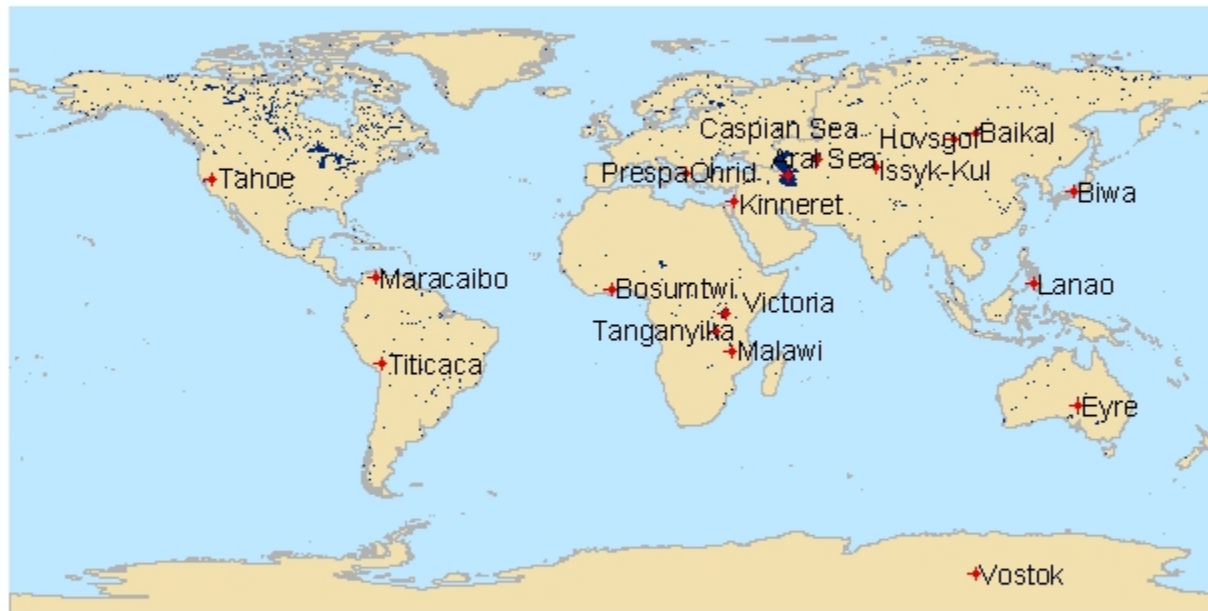 Caspian Sea
Hovsgol
Baikal
Aral Sea
Issyk-Kul
Tahoe
Prespa
Ohrid
Biwa
Kinneret
Maracaibo
Bosumtwi
Lanao
Victoria
Tanganyika
Malawi
Titicaca
Eyre
Vostok